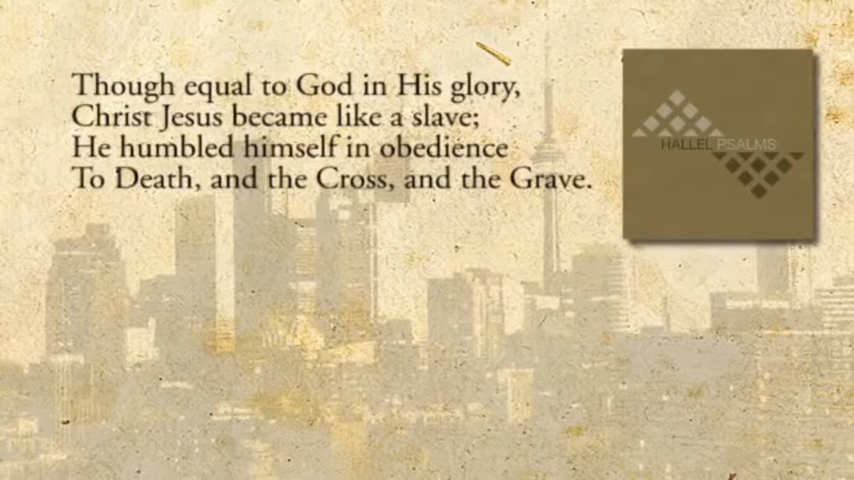 Though equal to God in His glory,
Christ Jesus became like a slave;
He humbled himself in obedience
To Death, and the Cross, and the Grave.
HALLEL PSALMS